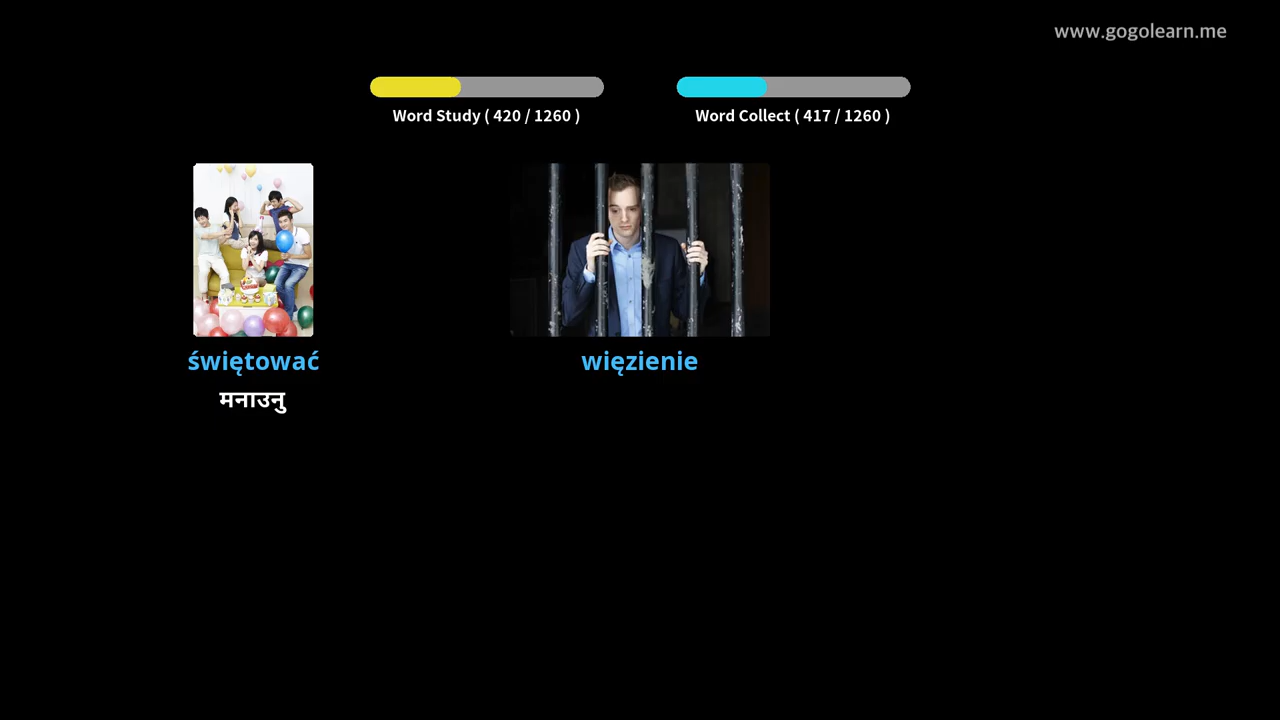 www.gogolearn.me
Word Study ( 420 / 1260 )
Word Collect ( 417 / 1260 )
świętować
więzienie
मनाउनु